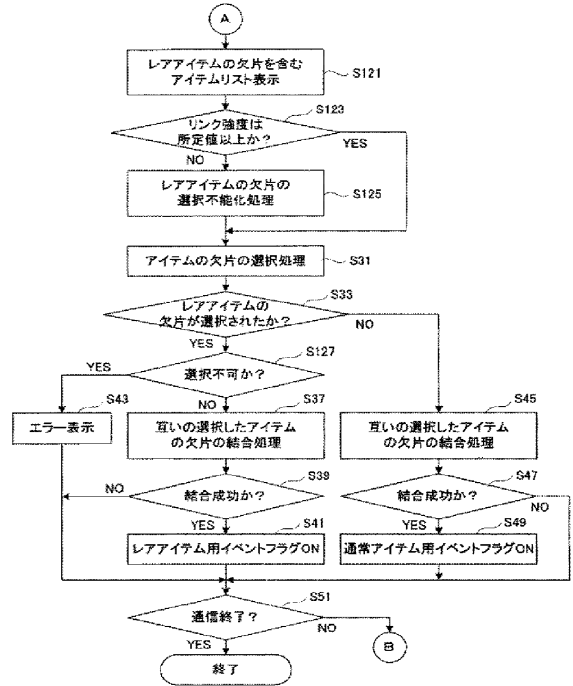 A
レアアイテムの欠片を含む
アイテムリスト表示
S121
S123
リンク強度は
所定値以上か?
YES
NO
レアアイテムの欠片の
選択不能化処理
S125
アイテムの欠片の選択処理
S31
S33
レアアイテムの
欠片が選択されたか?
NO
YES
S127
YES
選択不可か?
NO
S43
エラー表示
S37
互いの選択したアイテム
の欠片の結合処理
S45
互いの選択したアイテム
の欠片の結合処理
S39
NO
結合成功か?
YES
S47
結合成功か?
NO
YES
S41
レアアイテム用イベントフラグON
S49
通常アイテム用イベントフラグON
S51
通信終了?
NO
YES
B
終了